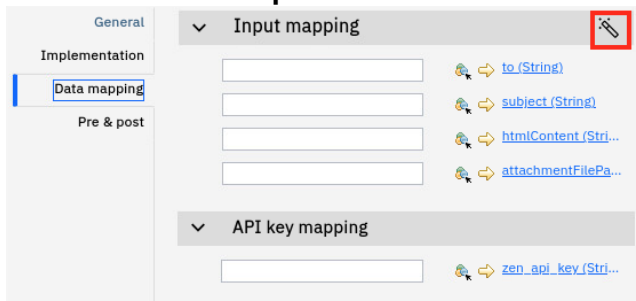 General
Implementation
Data mapping
Pre & post
Input mapping
to (String)
subject (String)
htmlContent (Stri...
attachmentFilePa...
API key mapping
zen_api_key (Stri...